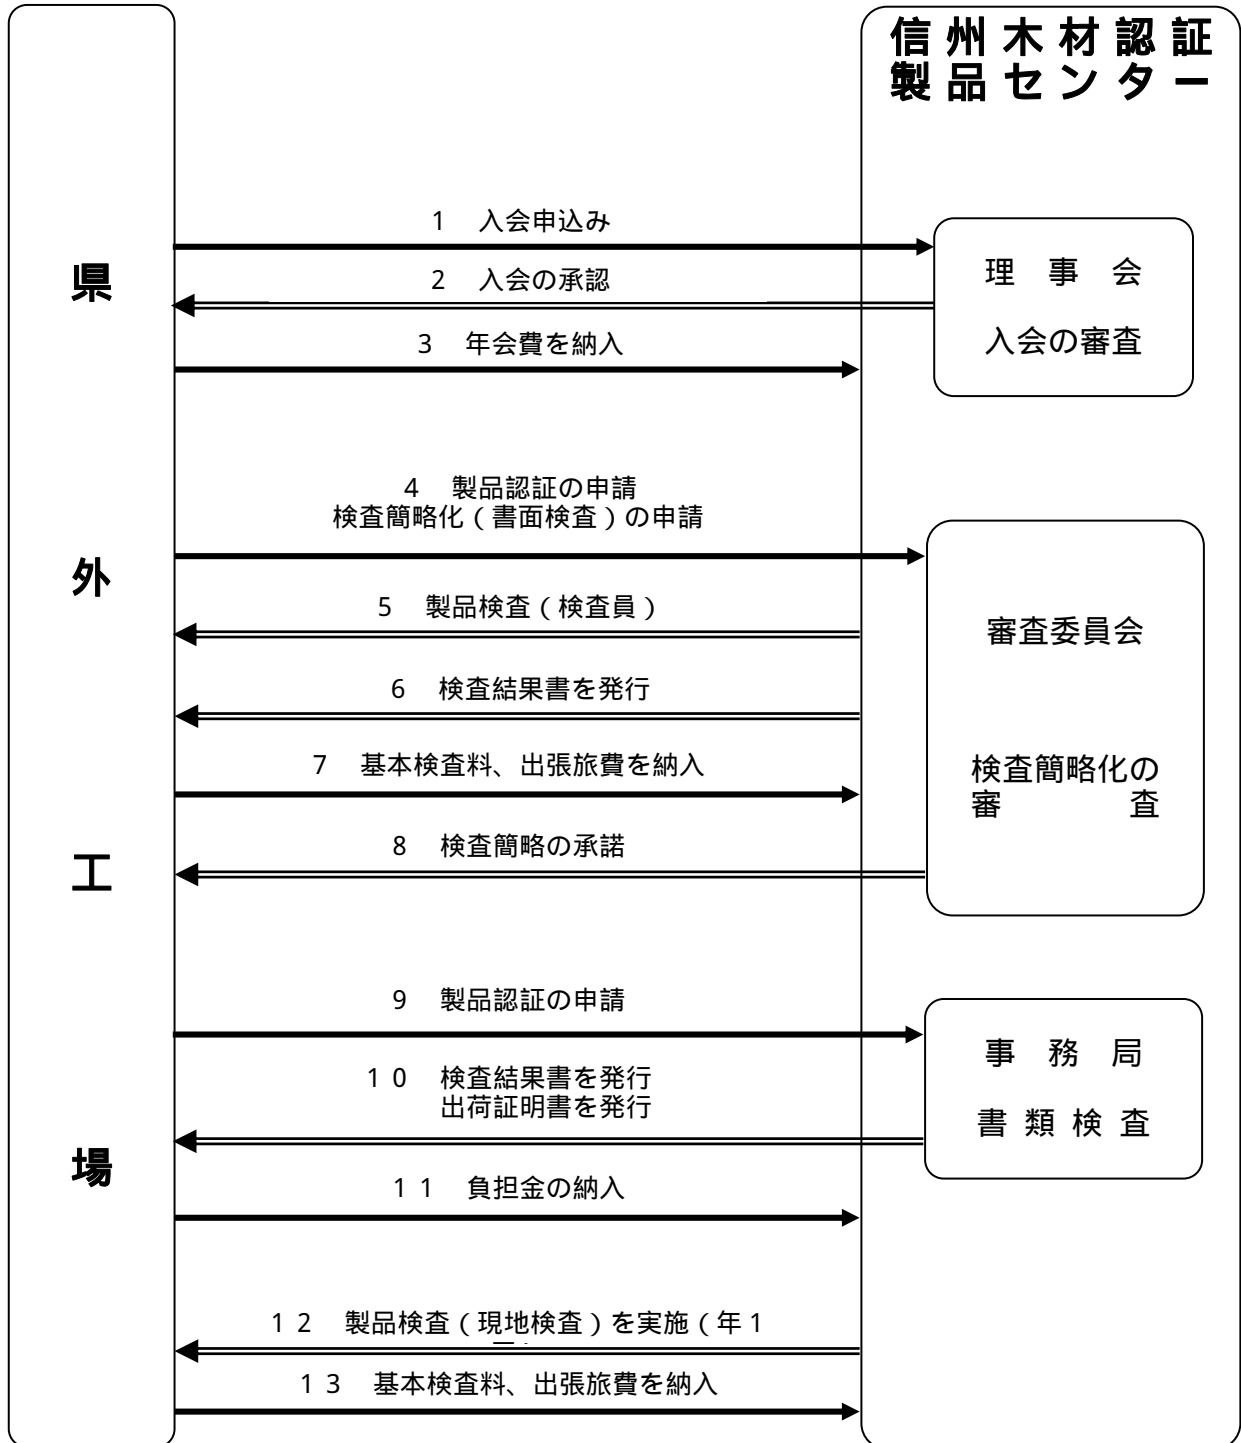 信州木材認証
製品センター
県
外
工
場
1 入会申込み
2 入会の承認
3 年会費を納入
理事会
入会の審査
4 製品認証の申請
検査簡略化(書面検査)の申請
5 製品検査(検査員)
6 検査結果書を発行
7 基本検査料、出張旅費を納入
8 検査簡略の承諾
審査委員会
検査簡略化の
審査
9 製品認証の申請
10 検査結果書を発行
出荷証明書を発行
11 負担金の納入
事務局
書類検査
12 製品検査(現地検査)を実施(年1
13 基本検査料、出張旅費を納入